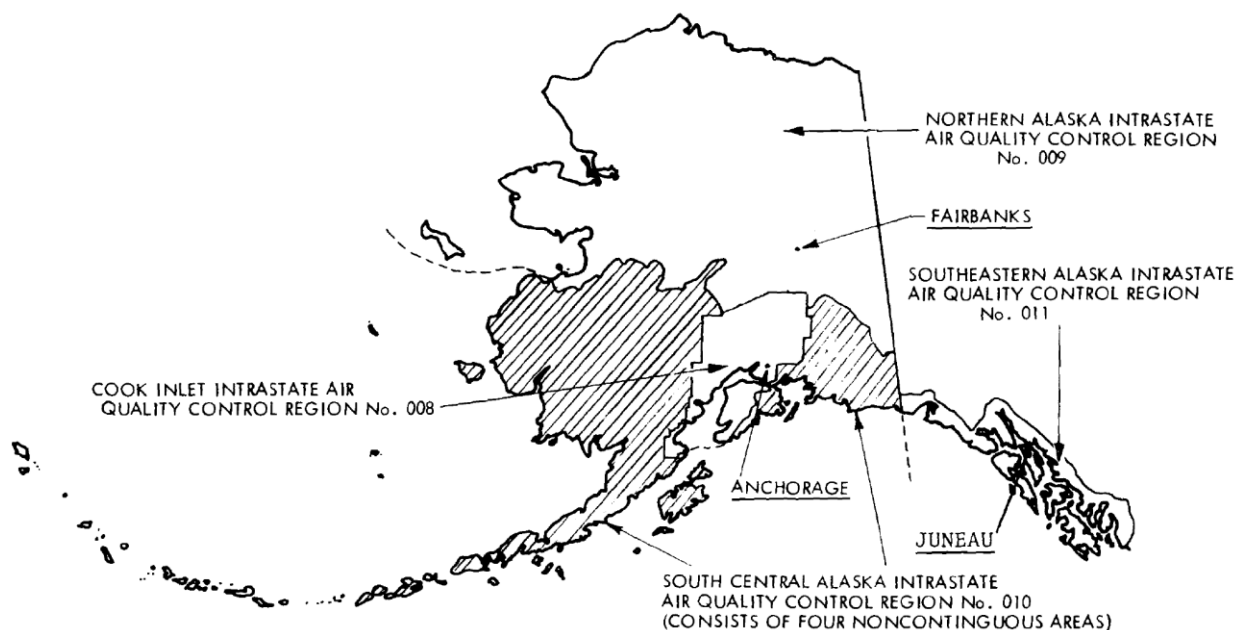 NORTHERN ALASKA INTRASTATE
AIR QUALITY CONTROL REGION
No. 009
FAIRBANKS
SOUTHEASTERN ALASKA INTRASTATE
AIR QUALITY CONTROL REGION
No. 011
COOK INLET INTRASTATE AIR
QUALITY CONTROL REGION No. 008
ANCHORAGE
JUNEAU
SOUTH CENTRAL ALASKA INTRASTATE
AIR QUALITY CONTROL REGION No. 010
(CONSISTS OF FOUR NONCONTIGUOUS AREAS)